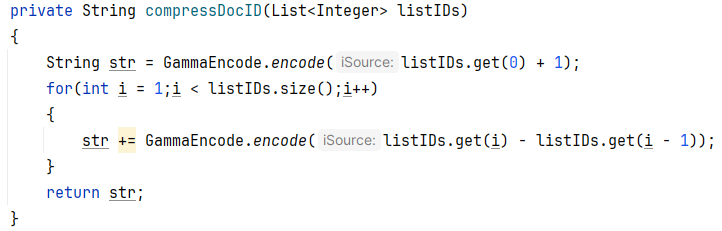 private String compressDocID(List<Integer> listIDs)
{
    String str = GammaEncode.encode( iSource: listIDs.get(0) + 1);
    for(int i = 1;i < listIDs.size();i++)
    {
        str += GammaEncode.encode( iSource: listIDs.get(i) - listIDs.get(i - 1));
    }
    return str;
}